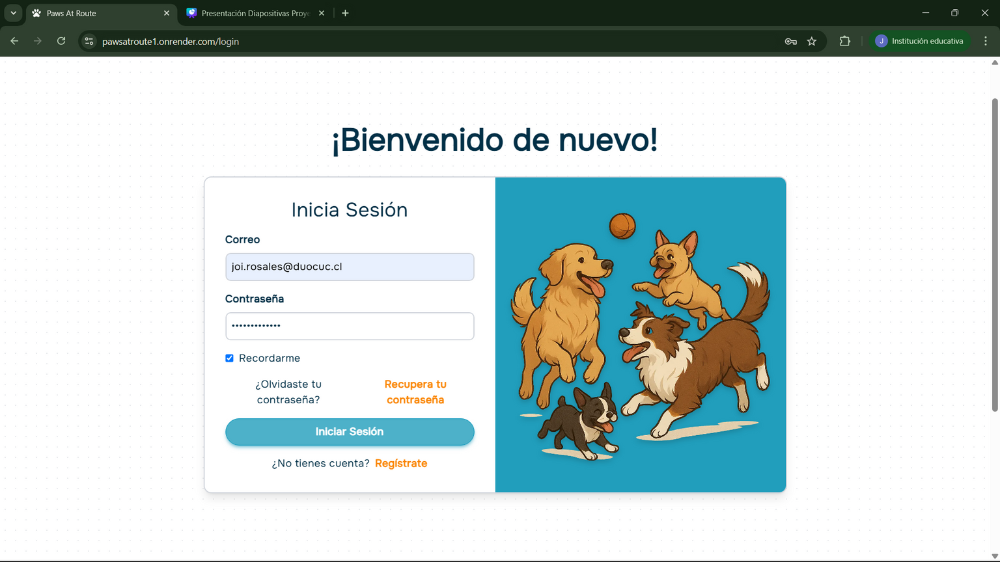 Paws At Route
Presentación Diapositivas Proye
pawsatroute1.onrender.com/login
J
Institución educativa
¡Bienvenido de nuevo!
Inicia Sesión
Correo
joi.rosales@duocuc.cl
Contraseña
•••••••••••••
Recordarme
¿Olvidaste tu
contraseña?
Recupera tu
contraseña
Iniciar Sesión
¿No tienes cuenta? Regístrate